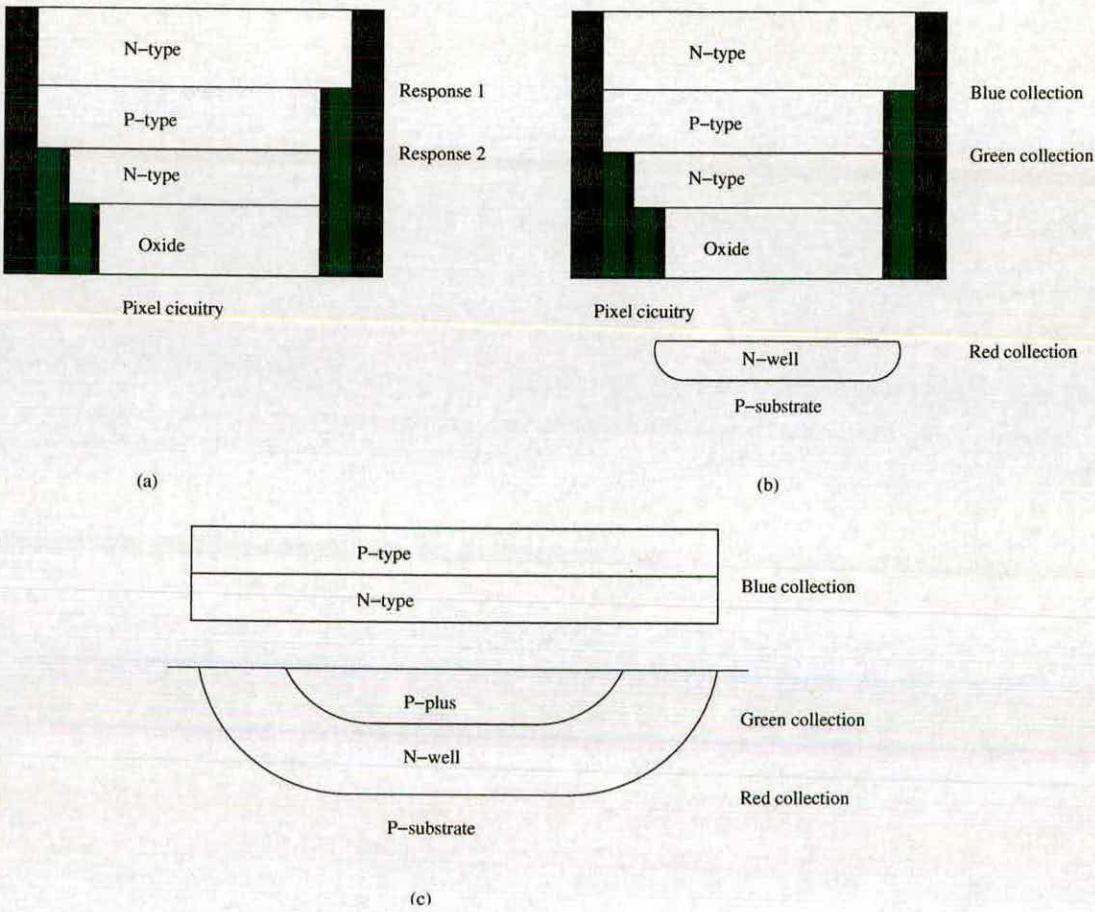 N−type
P−type
N−type
Oxide
Response 1
Response 2
Pixel cicuitry
(a)
N−type
P−type
N−type
Oxide
Blue collection
Green collection
Pixel cicuitry
N−well
Red collection
P−substrate
(b)
P−type
N−type
Blue collection
P−plus
Green collection
N−well
Red collection
P−substrate
(c)